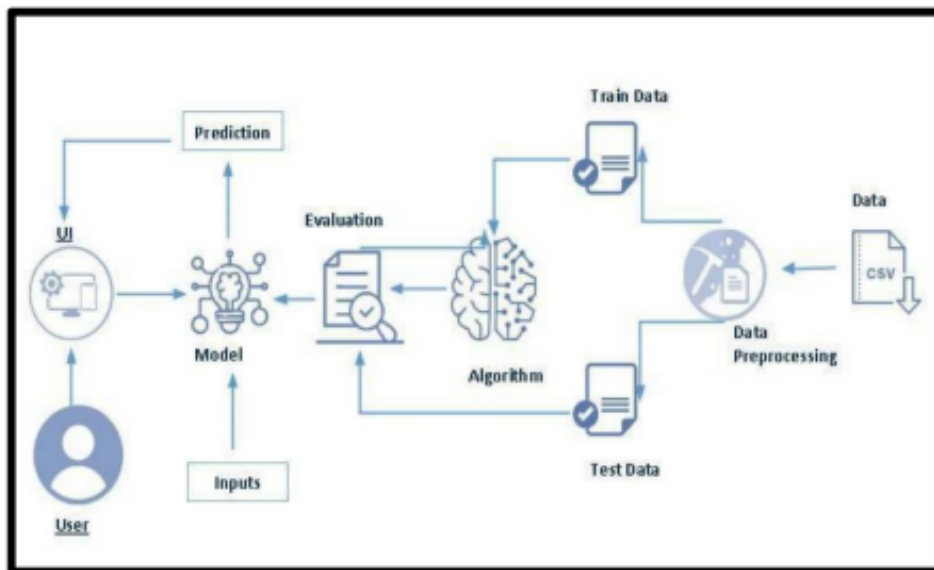 Train Data
Prediction
Data
Evaluation
UI
CSV
Data
Preprocessing
Model
Algorithm
Inputs
Test Data
User